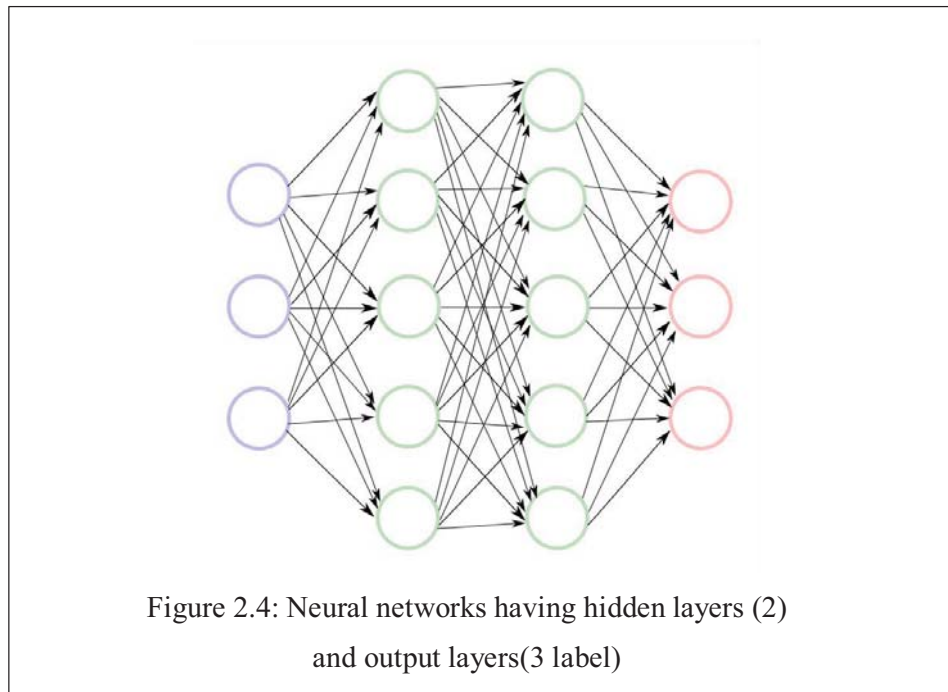 Figure 2.4: Neural networks having hidden layers (2)
and output layers(3 label)